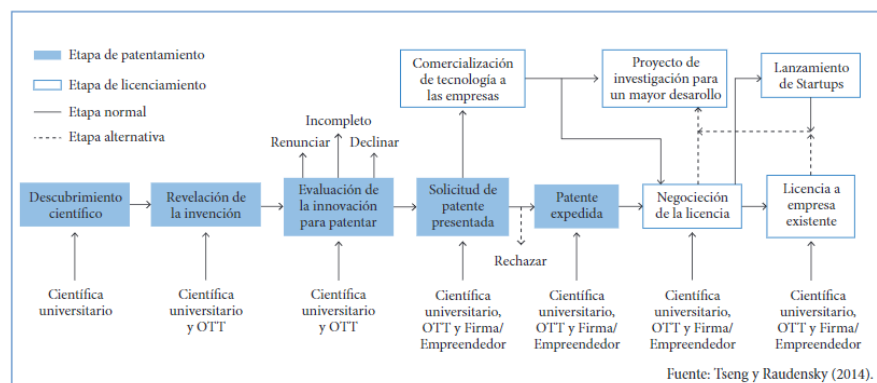 Etapa de patentamiento
Etapa de licenciamiento
Etapa normal
Etapa alternativa
Comercialización
de tecnología a
las empresas
Proyecto de
investigación para
un mayor desarollo
Lanzamiento
de Startups
Incompleto
Renunciar
Declinar
Descubrimiento
científico
Revelación de
la invención
Evaluación de
la innovación
para patentar
Solicitud de
patente
presentada
Patente
expedida
Negocieción
de la licencia
Licencia a
empresa
existente
Rechazar
Científica
universitario
Científica
universitario
y OTT
Científica
universitario
y OTT
Científica
universitario,
OTT y Firma/
Empreendedor
Científica
universitario,
OTT y Firma/
Empreendedor
Científica
universitario,
OTT y Firma/
Empreendedor
Científica
universitario,
OTT y Firma/
Empreendedor
Fuente: Tseng y Raudensky (2014).